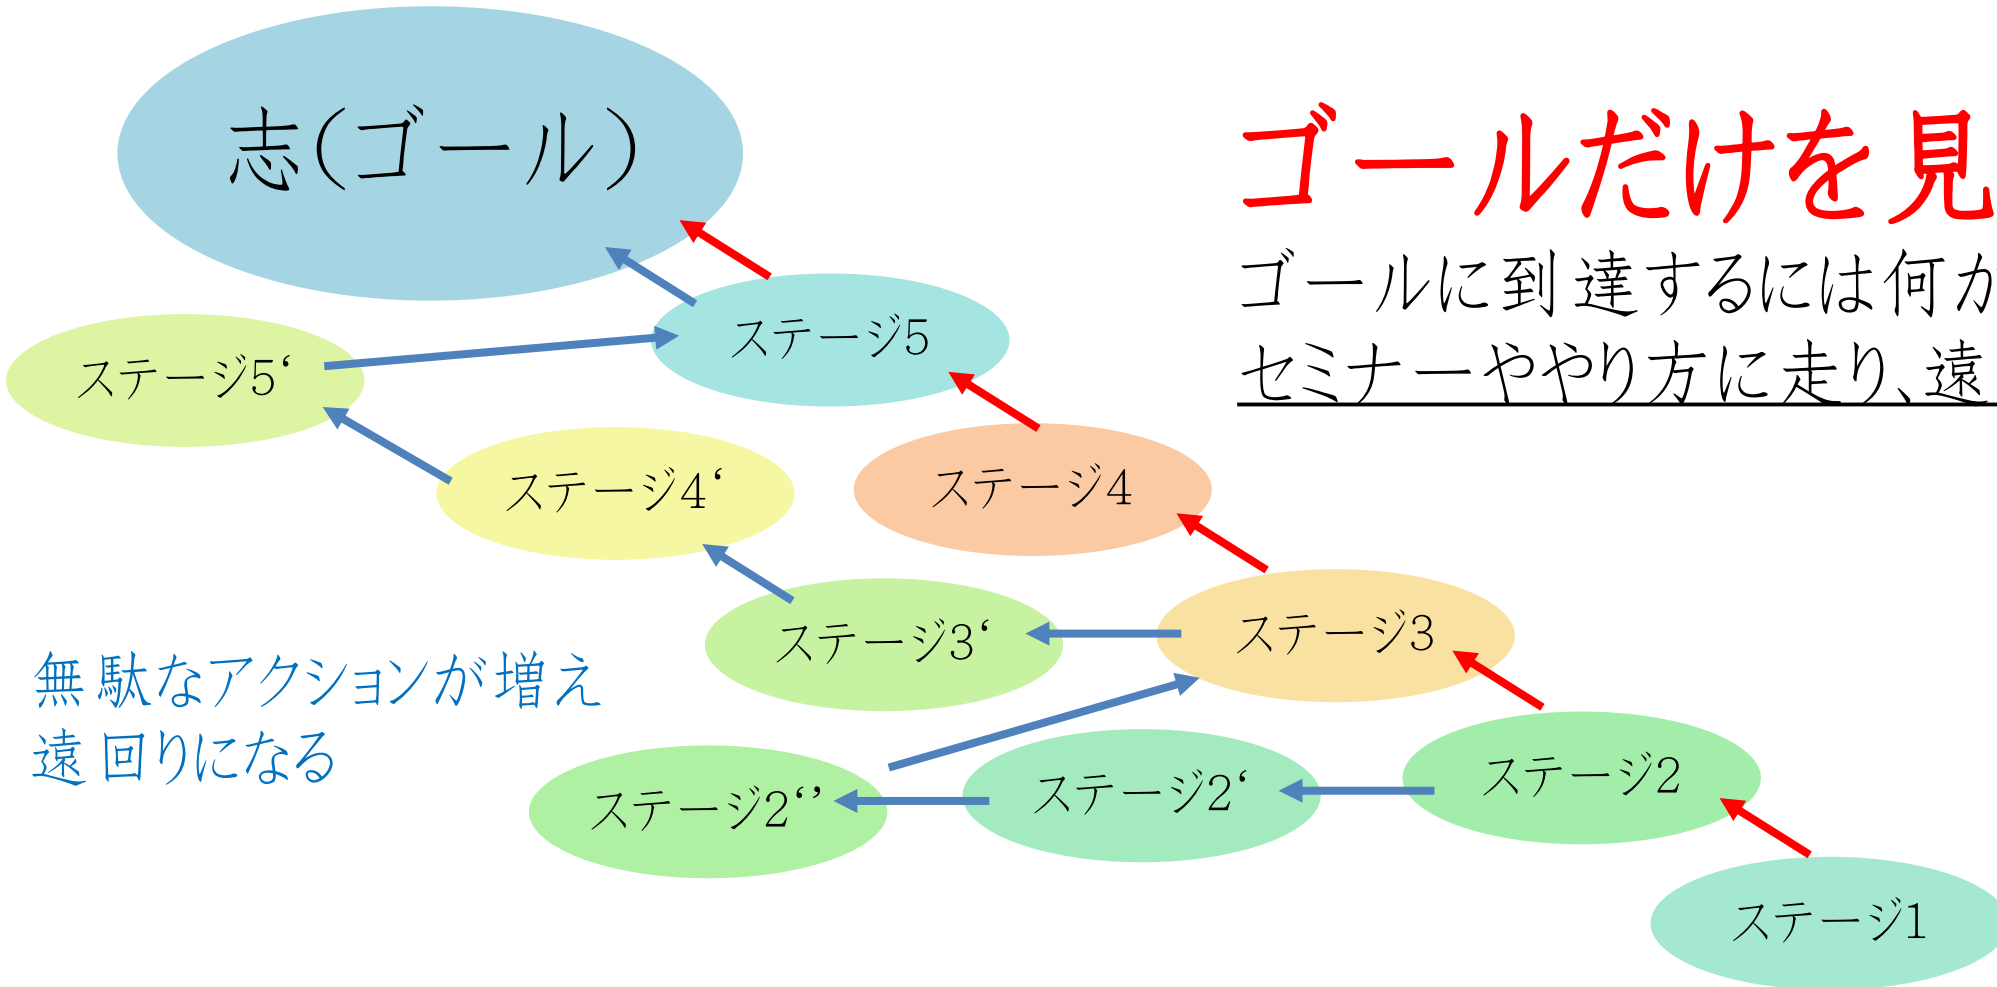 志(ゴール)
ゴールだけを見
ゴールに到達するには何か
セミナーややり方に走り、遠
ステージ5
ステージ5‘
ステージ4‘
ステージ4
ステージ3‘
ステージ3
無駄なアクションが増え
遠回りになる
ステージ2‘’
ステージ2‘
ステージ2
ステージ1